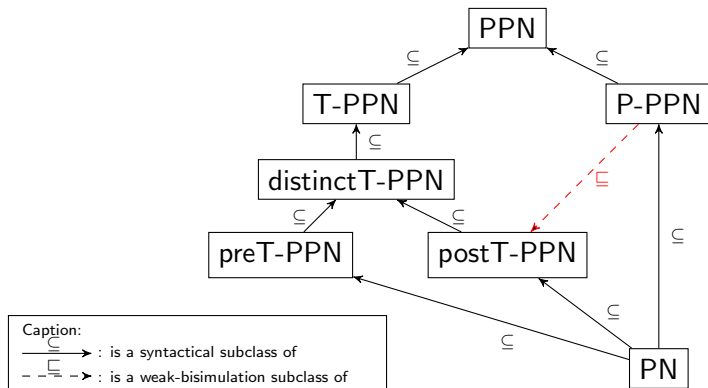 PPN
⊆ ⊆
T-PPN P-PPN
⊆
distinctT-PPN ⊑
⊆ ⊆
preT-PPN postT-PPN ⊆
⊆
⊆
PN
Caption:
⊆ : is a syntactical subclass of
⊑ : is a weak-bisimulation subclass of